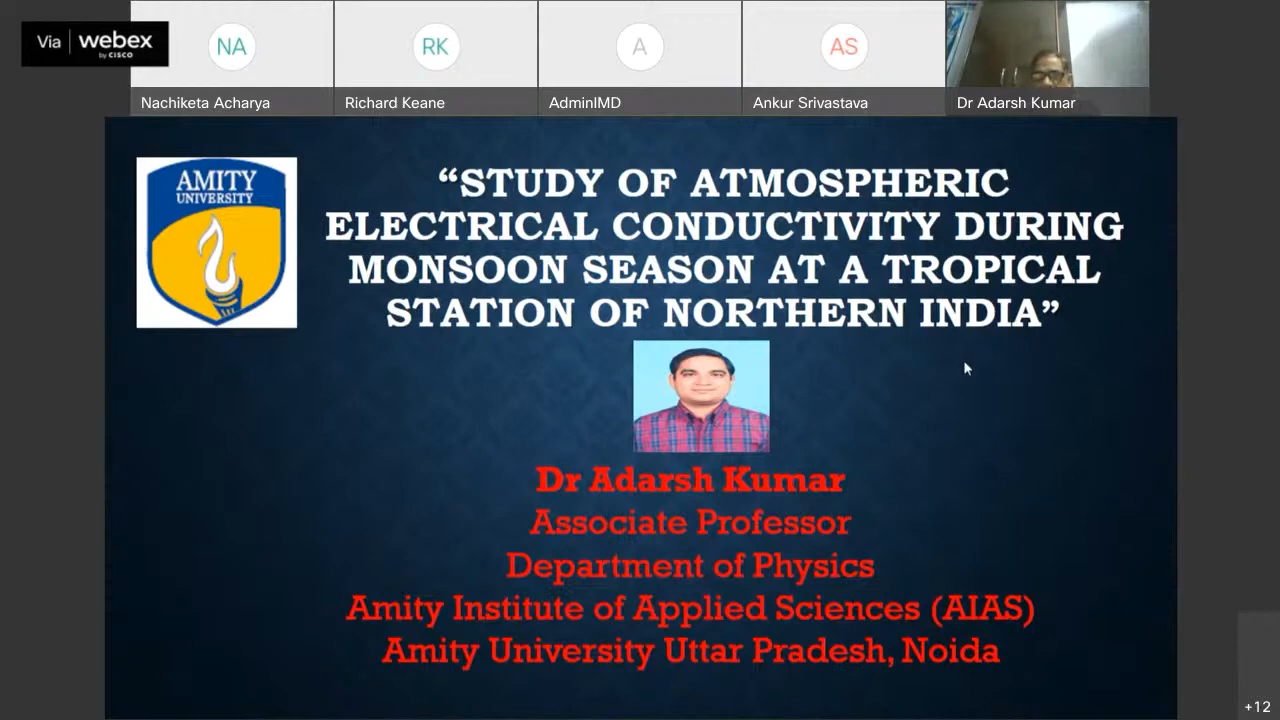 Via webex
by CISCO
NA
RK
A
AS
Nachiketa Acharya
Richard Keane
AdminIMD
Ankur Srivastava
Dr Adarsh Kumar
AMITY
UNIVERSITY
“STUDY OF ATMOSPHERIC
ELECTRICAL CONDUCTIVITY DURING
MONSOON SEASON AT A TROPICAL
STATION OF NORTHERN INDIA”
Dr Adarsh Kumar
Associate Professor
Department of Physics
Amity Institute of Applied Sciences (AIAS)
Amity University Uttar Pradesh, Noida
+12